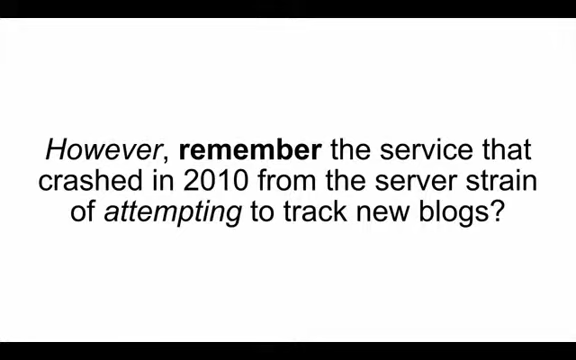 However, remember the service that
crashed in 2010 from the server strain
of attempting to track new blogs?